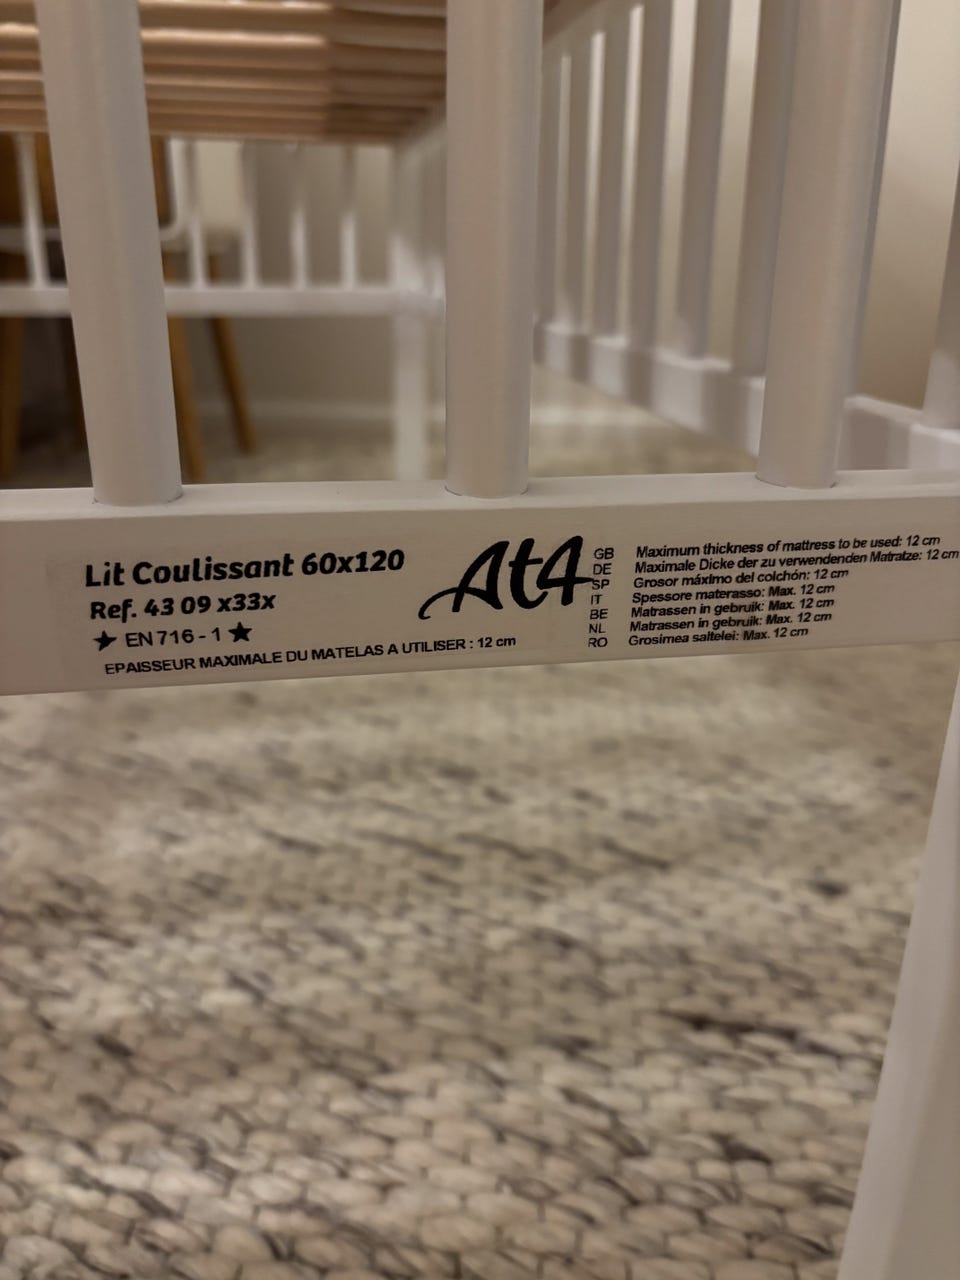 Lit Coulissant 60x120
Ref. 43 09 x33x
★ EN 716 - 1 ★
EPAISSEUR MAXIMALE DU MATELAS A UTILISER : 12 cm
At4
GB Maximum thickness of mattress to be used: 12 cm
DE Maximale Dicke der zu verwendenden Matratze: 12 cm
SP Grosor máximo del colchón: 12 cm
IT Spessore materasso: Max. 12 cm
BE Matrassen in gebruik: Max. 12 cm
NL Matrassen in gebruik: Max. 12 cm
RO Grosimea saltelei: Max. 12 cm